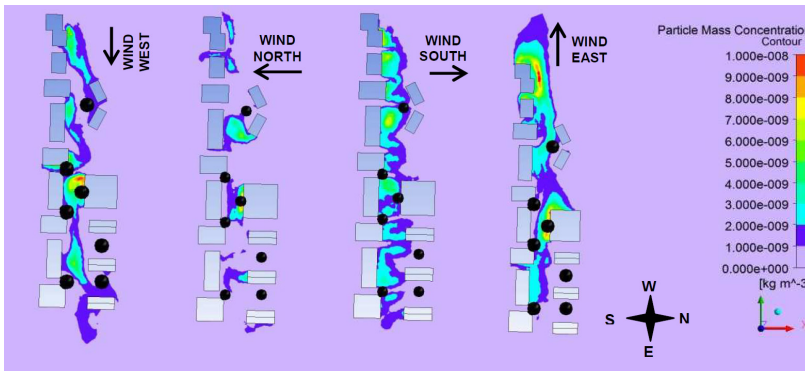 WIND
WEST
WIND
NORTH
WIND
SOUTH
WIND
EAST
Particle Mass Concentratio
Contour
1.000e-008
9.000e-009
8.000e-009
7.000e-009
6.000e-009
5.000e-009
4.000e-009
3.000e-009
2.000e-009
1.000e-009
0.000e+000
[kg m^-3
W
S N
E
X